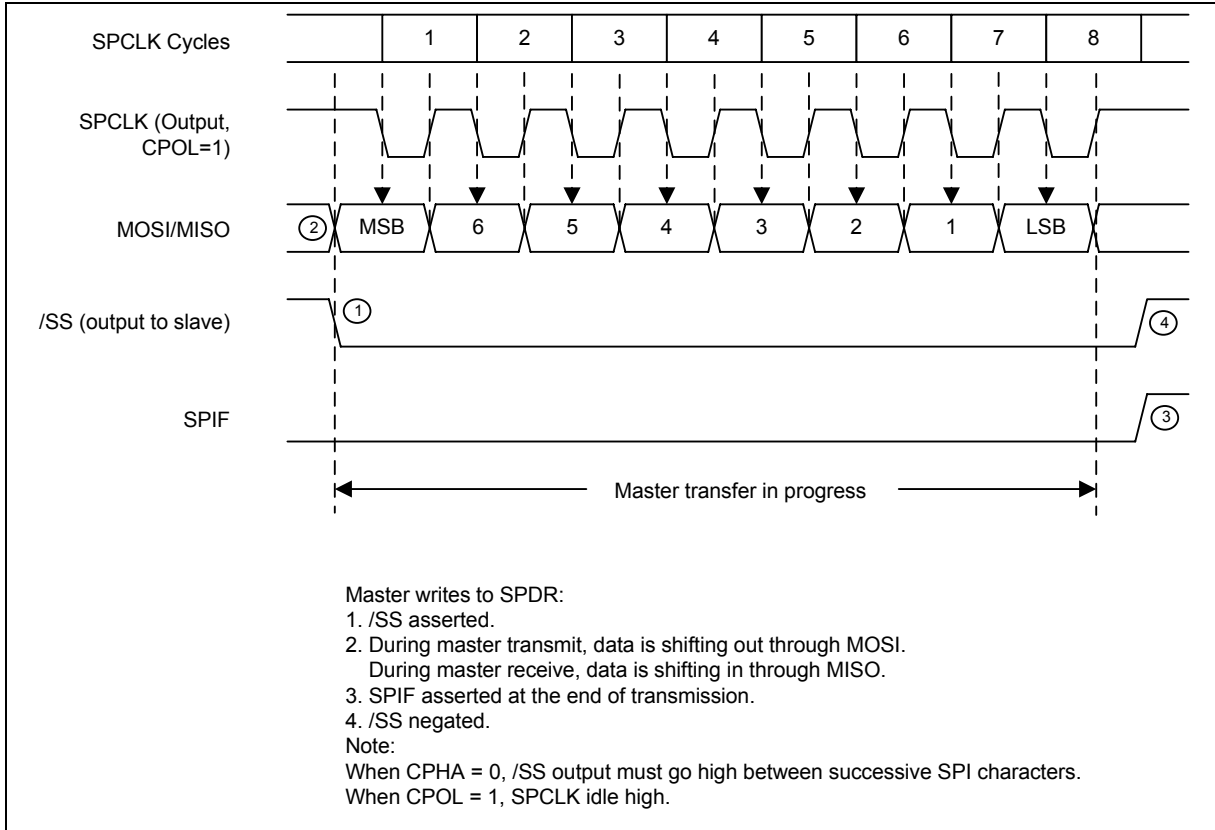 SPCLK Cycles 1 2 3 4 5 6 7 8
SPCLK (Output,
CPOL=1)
MOSI/MISO 2 MSB 6 5 4 3 2 1 LSB
/SS (output to slave) 1 4
SPIF 3
Master transfer in progress
Master writes to SPDR:
1. /SS asserted.
2. During master transmit, data is shifting out through MOSI.
During master receive, data is shifting in through MISO.
3. SPIF asserted at the end of transmission.
4. /SS negated.
Note:
When CPHA = 0, /SS output must go high between successive SPI characters.
When CPOL = 1, SPCLK idle high.